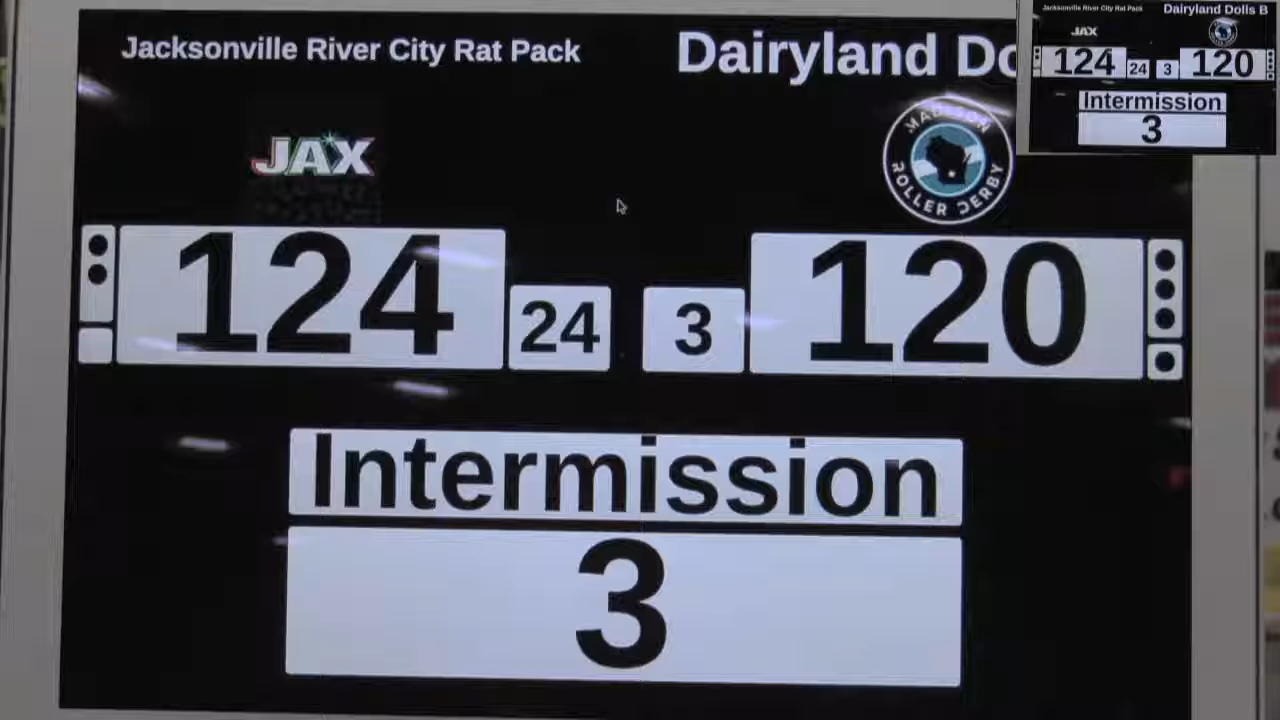 Jacksonville River City Rat Pack
Dairyland Do
JAX
MADISON
ROLLER DERBY
124
24
3
120
Intermission
3
Jacksonville River City Rat Pack
Dairyland Dolls B
JAX
124
24
3
120
Intermission
3